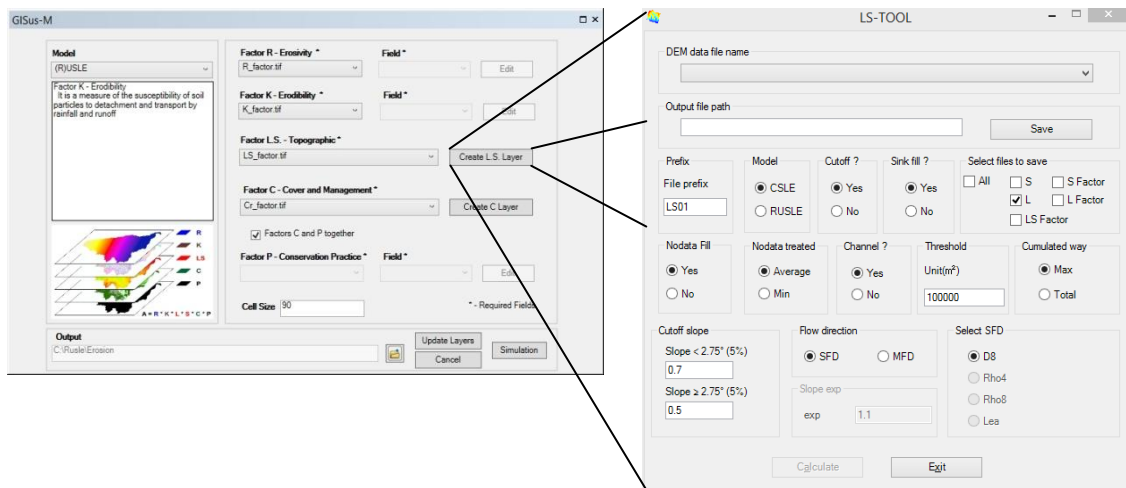 GISus-M
Model
(R)USLE
Factor K - Erodibility
It is a measure of the susceptibility of soil
particles to detachment and transport by
rainfall and runoff
R
K
LS
C
P
A=R*K*L*S*C*P
Factor R - Erosivity * Field *
R_factor.tif Edit
Factor K - Erodibility * Field *
K_factor.tif Edit
Factor L.S. - Topographic *
LS_factor.tif Create L.S. Layer
Factor C - Cover and Management *
Cr_factor.tif Create C Layer
Factors C and P together
Factor P - Conservation Practice * Field *
Edit
Cell Size 90 * - Required Fields
Output
C:\Rusle\Erosion
Update Layers
Cancel
Simulation
LS-TOOL
DEM data file name
Output file path
Save
Prefix
File prefix
LS01
Model
CSLE
RUSLE
Cutoff ?
Yes
No
Sink fill ?
Yes
No
Select files to save
All S S Factor
L L Factor
LS Factor
Nodata Fill
Yes
No
Nodata treated
Average
Min
Channel ?
Yes
No
Threshold
Unit(m²)
100000
Cumulated way
Max
Total
Cutoff slope
Slope < 2.75° (5%)
0.7
Slope ≥ 2.75° (5%)
0.5
Flow direction
SFD MFD
Slope exp
exp 1.1
Select SFD
D8
Rho4
Rho8
Lea
Calculate Exit